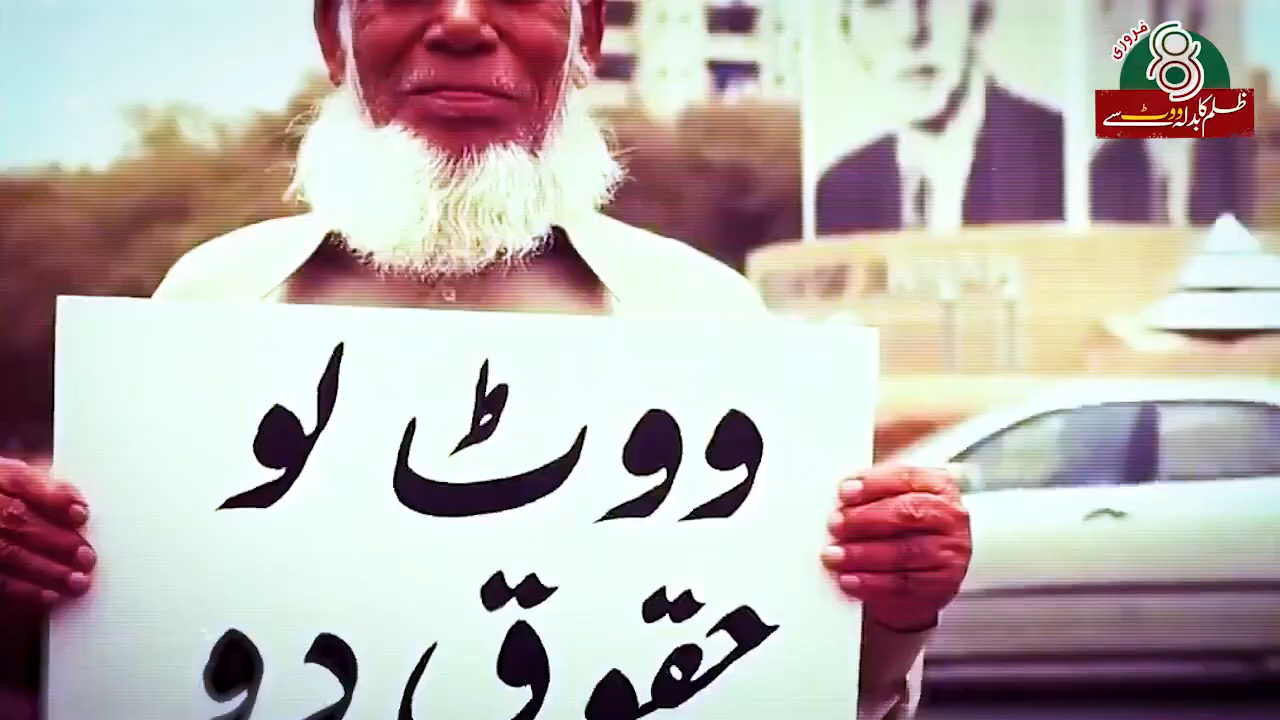 ووٹ لو
حقوق دو
8 فروری
ظلم کا بدلہ ووٹ سے